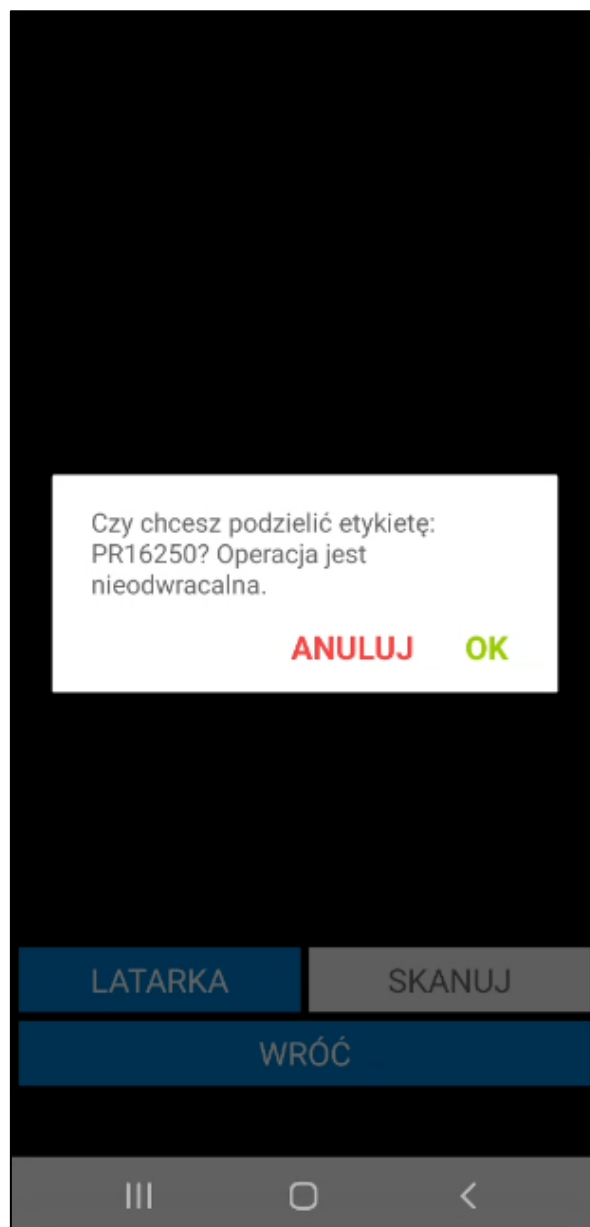 Czy chcesz podzielić etykietę:
PR16250? Operacja jest
nieodwracalna.
ANULUJ OK
LATARKA SKANUJ
WRÓĆ